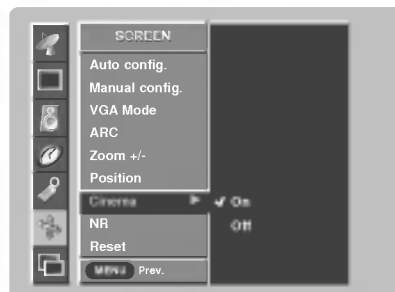 SCREEN
Auto config.
Manual config.
VGA Mode
ARC
Zoom +/-
Position
Cinema
On
Off
NR
Reset
MENU Prev.